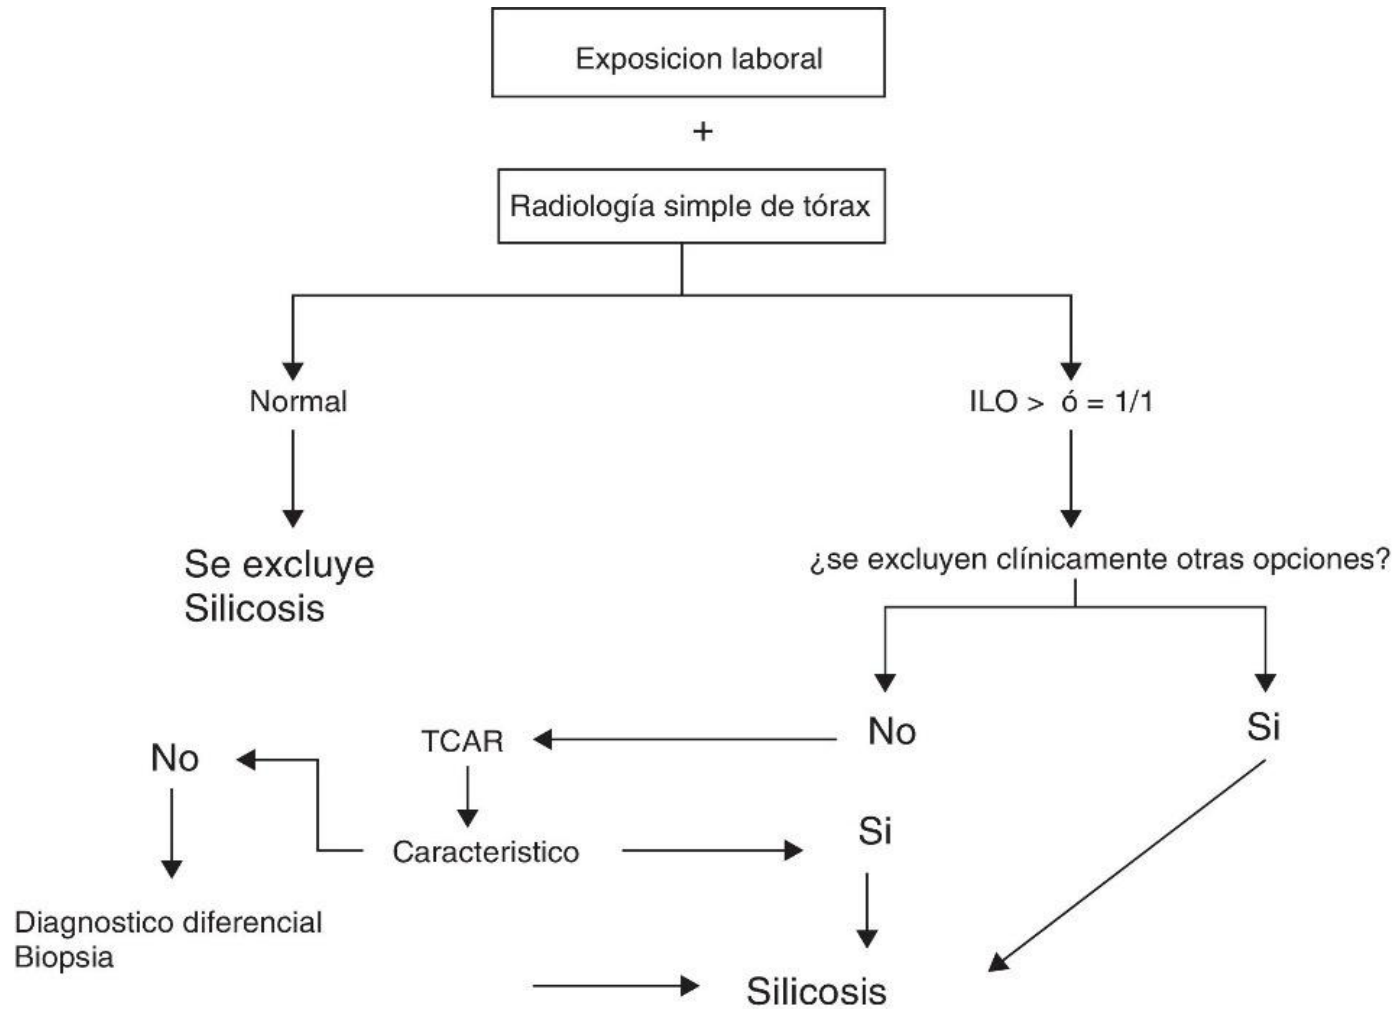 Exposicion laboral
+
Radiología simple de tórax
Normal
ILO > ó = 1/1
Se excluye
Silicosis
¿se excluyen clínicamente otras opciones?
No
Si
TCAR
No
Si
Caracteristico
Diagnostico diferencial
Biopsia
Silicosis